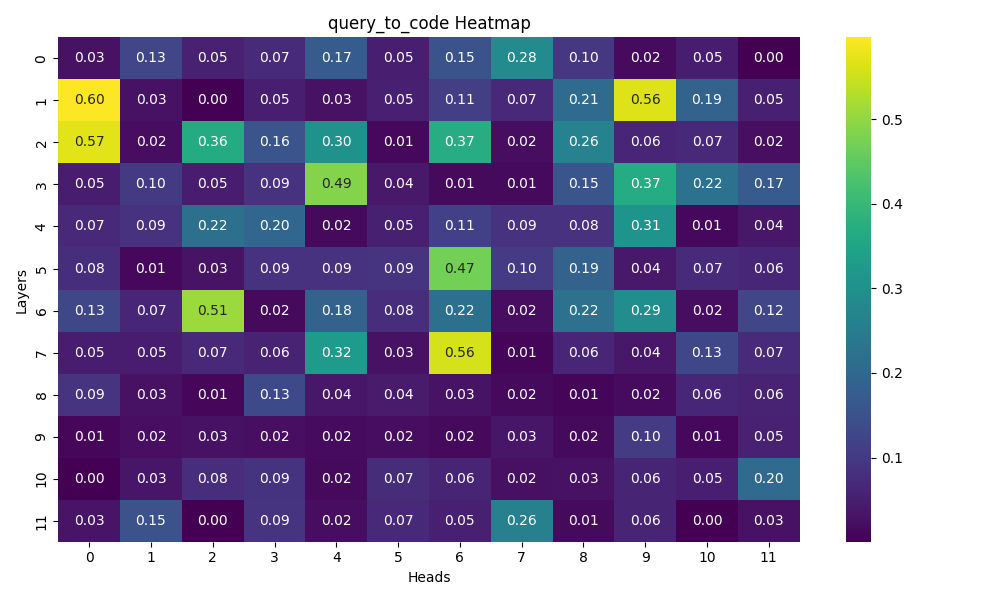 query_to_code Heatmap
0 0.03 0.13 0.05 0.07 0.17 0.05 0.15 0.28 0.10 0.02 0.05 0.00
1 0.60 0.03 0.00 0.05 0.03 0.05 0.11 0.07 0.21 0.56 0.19 0.05
2 0.57 0.02 0.36 0.16 0.30 0.01 0.37 0.02 0.26 0.06 0.07 0.02
3 0.05 0.10 0.05 0.09 0.49 0.04 0.01 0.01 0.15 0.37 0.22 0.17
4 0.07 0.09 0.22 0.20 0.02 0.05 0.11 0.09 0.08 0.31 0.01 0.04
5 0.08 0.01 0.03 0.09 0.09 0.09 0.47 0.10 0.19 0.04 0.07 0.06
6 0.13 0.07 0.51 0.02 0.18 0.08 0.22 0.02 0.22 0.29 0.02 0.12
7 0.05 0.05 0.07 0.06 0.32 0.03 0.56 0.01 0.06 0.04 0.13 0.07
8 0.09 0.03 0.01 0.13 0.04 0.04 0.03 0.02 0.01 0.02 0.06 0.06
9 0.01 0.02 0.03 0.02 0.02 0.02 0.02 0.03 0.02 0.10 0.01 0.05
10 0.00 0.03 0.08 0.09 0.02 0.07 0.06 0.02 0.03 0.06 0.05 0.20
11 0.03 0.15 0.00 0.09 0.02 0.07 0.05 0.26 0.01 0.06 0.00 0.03
0 1 2 3 4 5 6 7 8 9 10 11
Heads
Layers
0.5
0.4
0.3
0.2
0.1